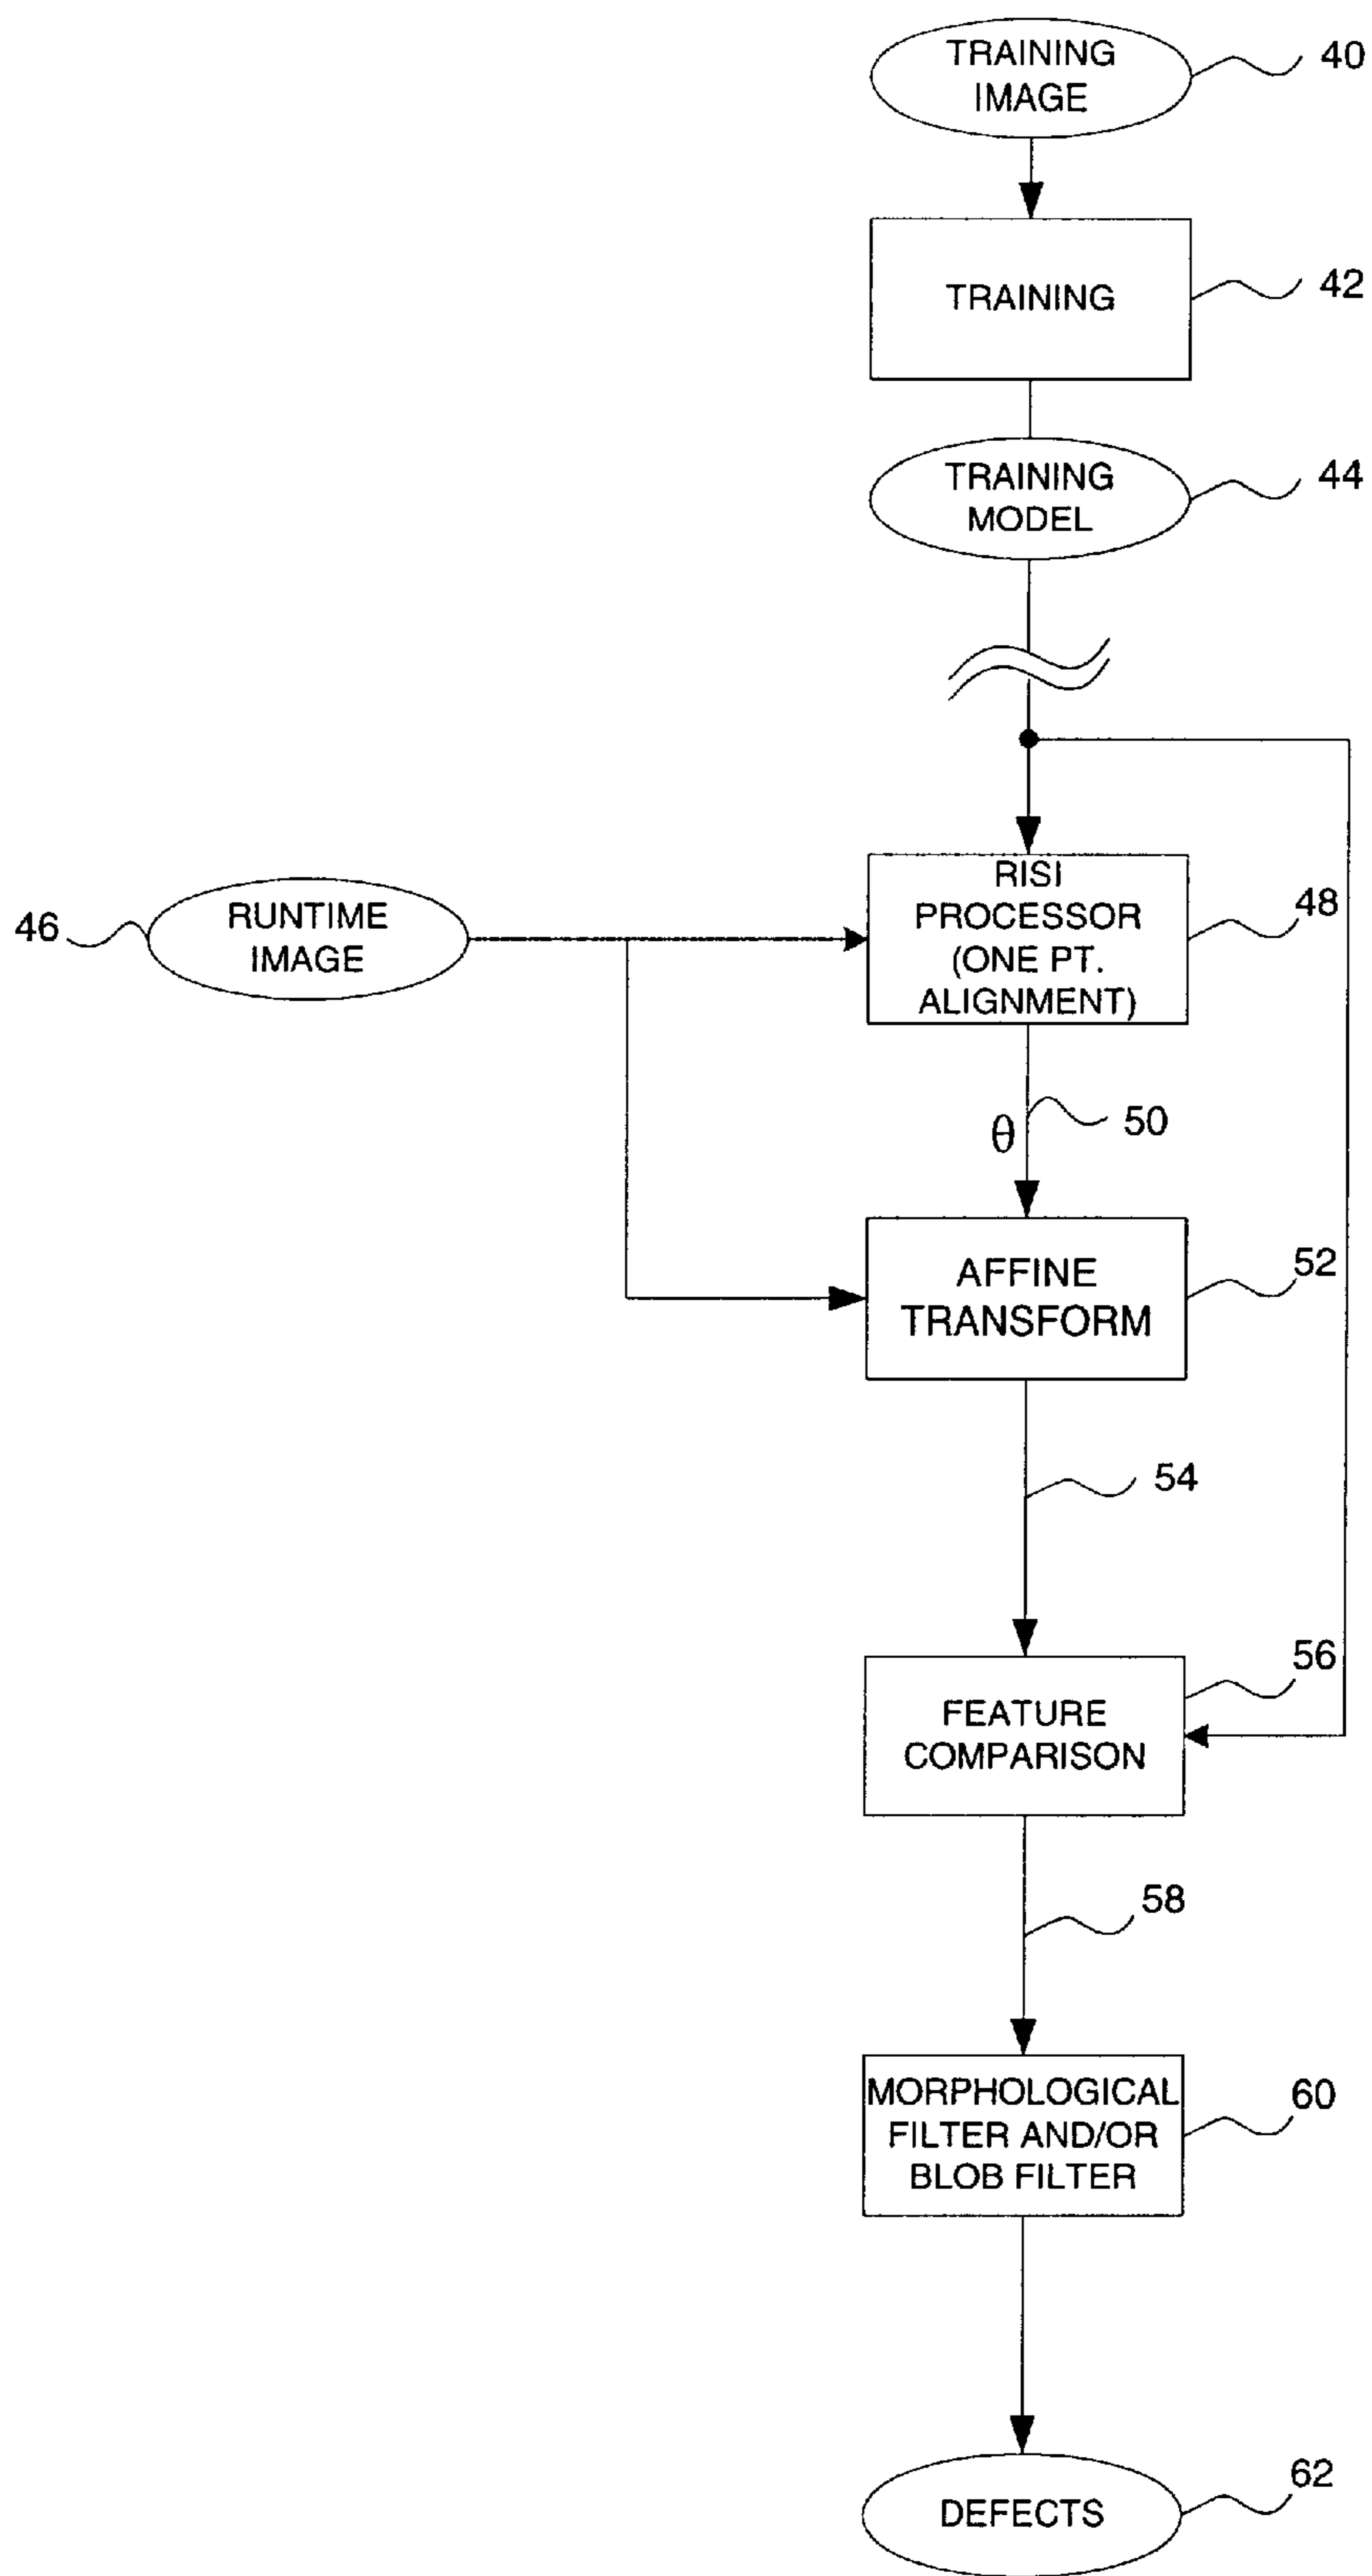 TRAINING
IMAGE
40
TRAINING
42
TRAINING
MODEL
44
RISI
PROCESSOR
(ONE PT.
ALIGNMENT)
48
46
RUNTIME
IMAGE
θ
50
AFFINE
TRANSFORM
52
54
FEATURE
COMPARISON
56
58
MORPHOLOGICAL
FILTER AND/OR
BLOB FILTER
60
DEFECTS
62